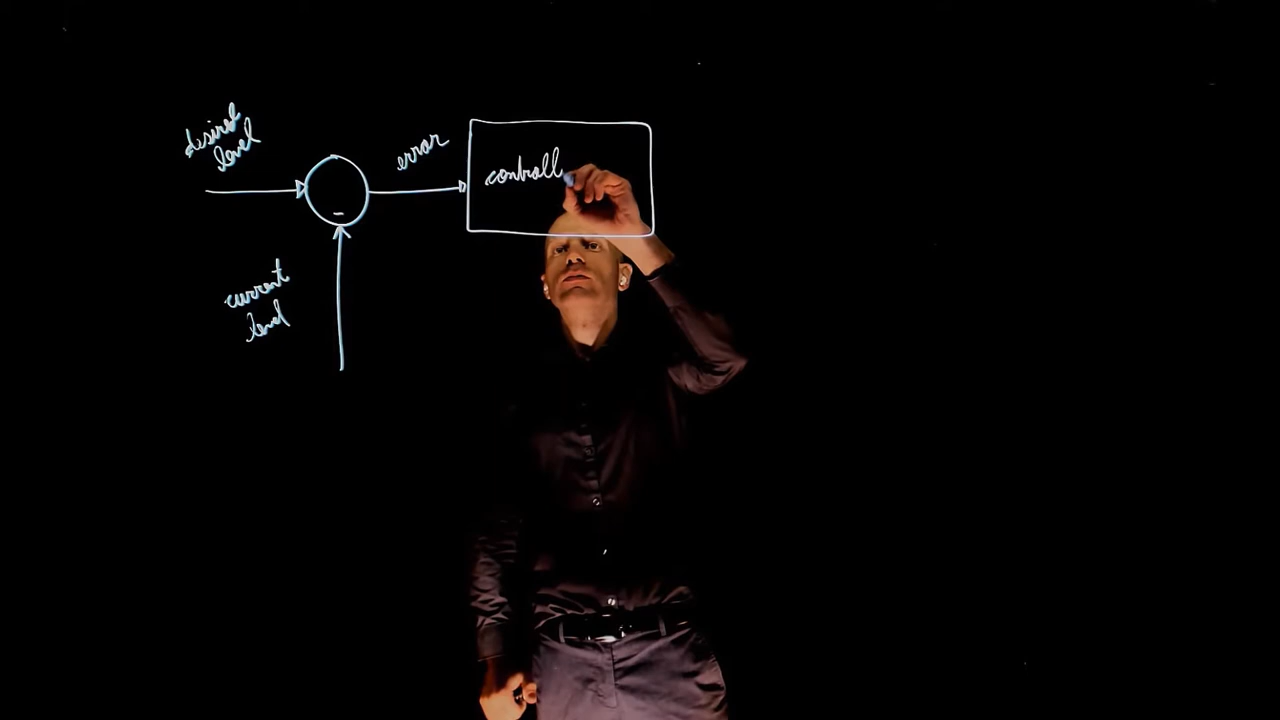 desired
level
error
controll
-
current
level